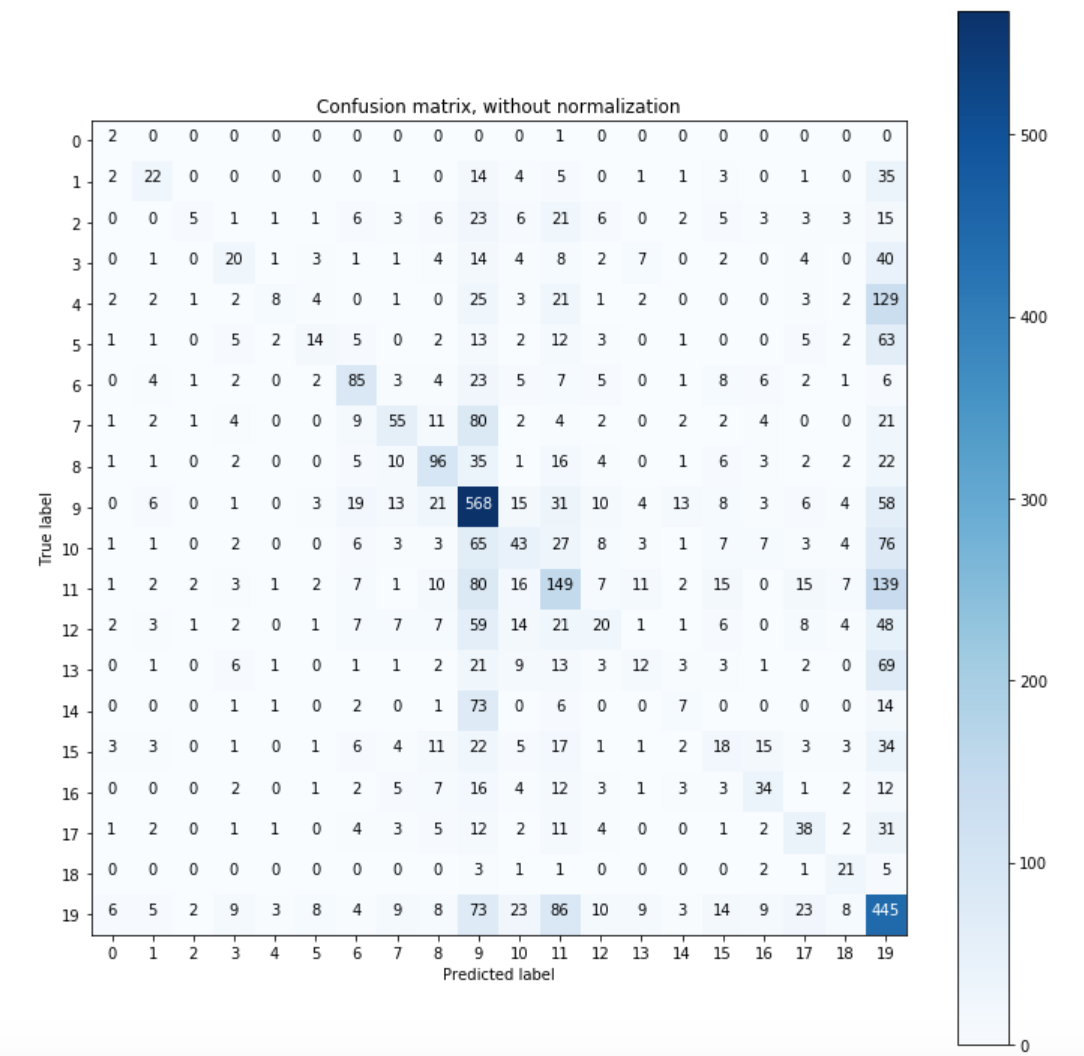 Confusion matrix, without normalization
0 2 0 0 0 0 0 0 0 0 0 0 1 0 0 0 0 0 0 0 0
1 2 22 0 0 0 0 0 1 0 14 4 5 0 1 1 3 0 1 0 35
2 0 0 5 1 1 1 6 3 6 23 6 21 6 0 2 5 3 3 3 15
3 0 1 0 20 1 3 1 1 4 14 4 8 2 7 0 2 0 4 0 40
4 2 2 1 2 8 4 0 1 0 25 3 21 1 2 0 0 0 3 2 129
5 1 1 0 5 2 14 5 0 2 13 2 12 3 0 1 0 0 5 2 63
6 0 4 1 2 0 2 85 3 4 23 5 7 5 0 1 8 6 2 1 6
7 1 2 1 4 0 0 9 55 11 80 2 4 2 0 2 2 4 0 0 21
8 1 1 0 2 0 0 5 10 96 35 1 16 4 0 1 6 3 2 2 22
9 0 6 0 1 0 3 19 13 21 568 15 31 10 4 13 8 3 6 4 58
10 1 1 0 2 0 0 6 3 3 65 43 27 8 3 1 7 7 3 4 76
11 1 2 2 3 1 2 7 1 10 80 16 149 7 11 2 15 0 15 7 139
12 2 3 1 2 0 1 7 7 7 59 14 21 20 1 1 6 0 8 4 48
13 0 1 0 6 1 0 1 1 2 21 9 13 3 12 3 3 1 2 0 69
14 0 0 0 1 1 0 2 0 1 73 0 6 0 0 7 0 0 0 0 14
15 3 3 0 1 0 1 6 4 11 22 5 17 1 1 2 18 15 3 3 34
16 0 0 0 2 0 1 2 5 7 16 4 12 3 1 3 3 34 1 2 12
17 1 2 0 1 1 0 4 3 5 12 2 11 4 0 0 1 2 38 2 31
18 0 0 0 0 0 0 0 0 0 3 1 1 0 0 0 0 2 1 21 5
19 6 5 2 9 3 8 4 9 8 73 23 86 10 9 3 14 9 23 8 445
0 1 2 3 4 5 6 7 8 9 10 11 12 13 14 15 16 17 18 19
Predicted label
True label
500
400
300
200
100
0